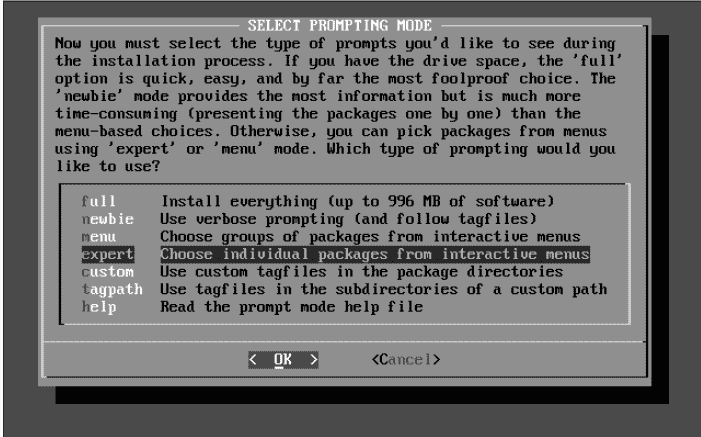 SELECT PROMPTING MODE
Now you must select the type of prompts you'd like to see during
the installation process. If you have the drive space, the 'full'
option is quick, easy, and by far the most foolproof choice. The
'newbie' mode provides the most information but is much more
time-consuming (presenting the packages one by one) than the
menu-based choices. Otherwise, you can pick packages from menus
using 'expert' or 'menu' mode. Which type of prompting would you
like to use?
full Install everything (up to 996 MB of software)
newbie Use verbose prompting (and follow tagfiles)
menu Choose groups of packages from interactive menus
expert Choose individual packages from interactive menus
custom Use custom tagfiles in the package directories
tagpath Use tagfiles in the subdirectories of a custom path
help Read the prompt mode help file
< OK > <Cancel>